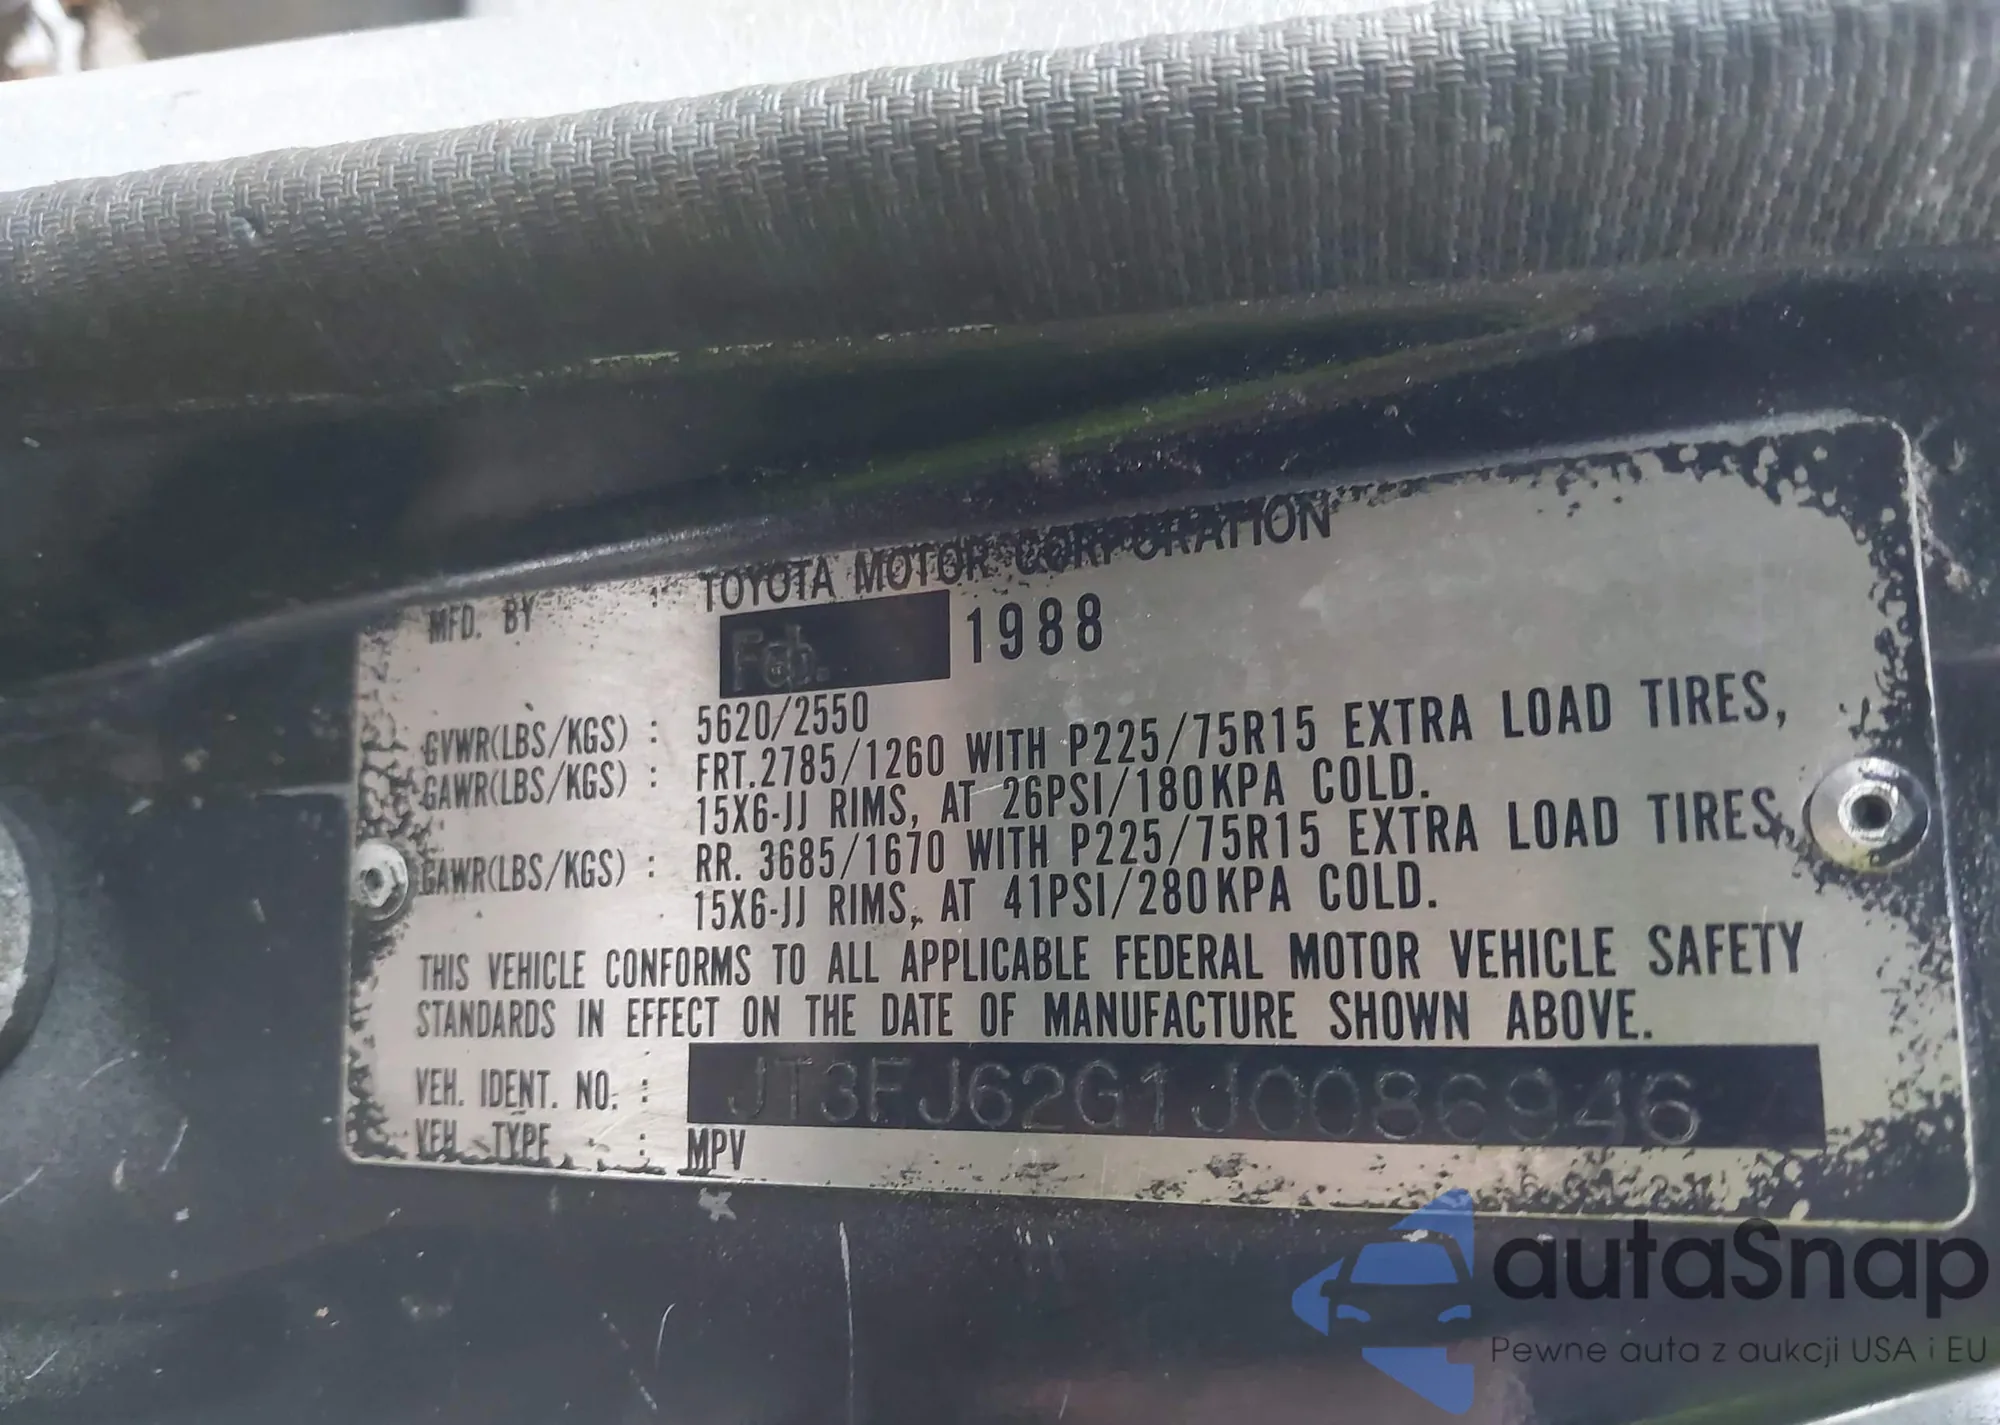 MFD. BY : TOYOTA MOTOR CORPORATION
Feb. 1988
GVWR(LBS/KGS) : 5620/2550
GAWR(LBS/KGS) : FRT.2785/1260 WITH P225/75R15 EXTRA LOAD TIRES,
15X6-JJ RIMS, AT 26PSI/180KPA COLD.
GAWR(LBS/KGS) : RR. 3685/1670 WITH P225/75R15 EXTRA LOAD TIRES,
15X6-JJ RIMS, AT 41PSI/280KPA COLD.
THIS VEHICLE CONFORMS TO ALL APPLICABLE FEDERAL MOTOR VEHICLE SAFETY
STANDARDS IN EFFECT ON THE DATE OF MANUFACTURE SHOWN ABOVE.
VEH. IDENT. NO. : JT3FJ62G1J0086946
VEH. TYPE : MPV
autaSnap
Pewne auta z aukcji USA i EU